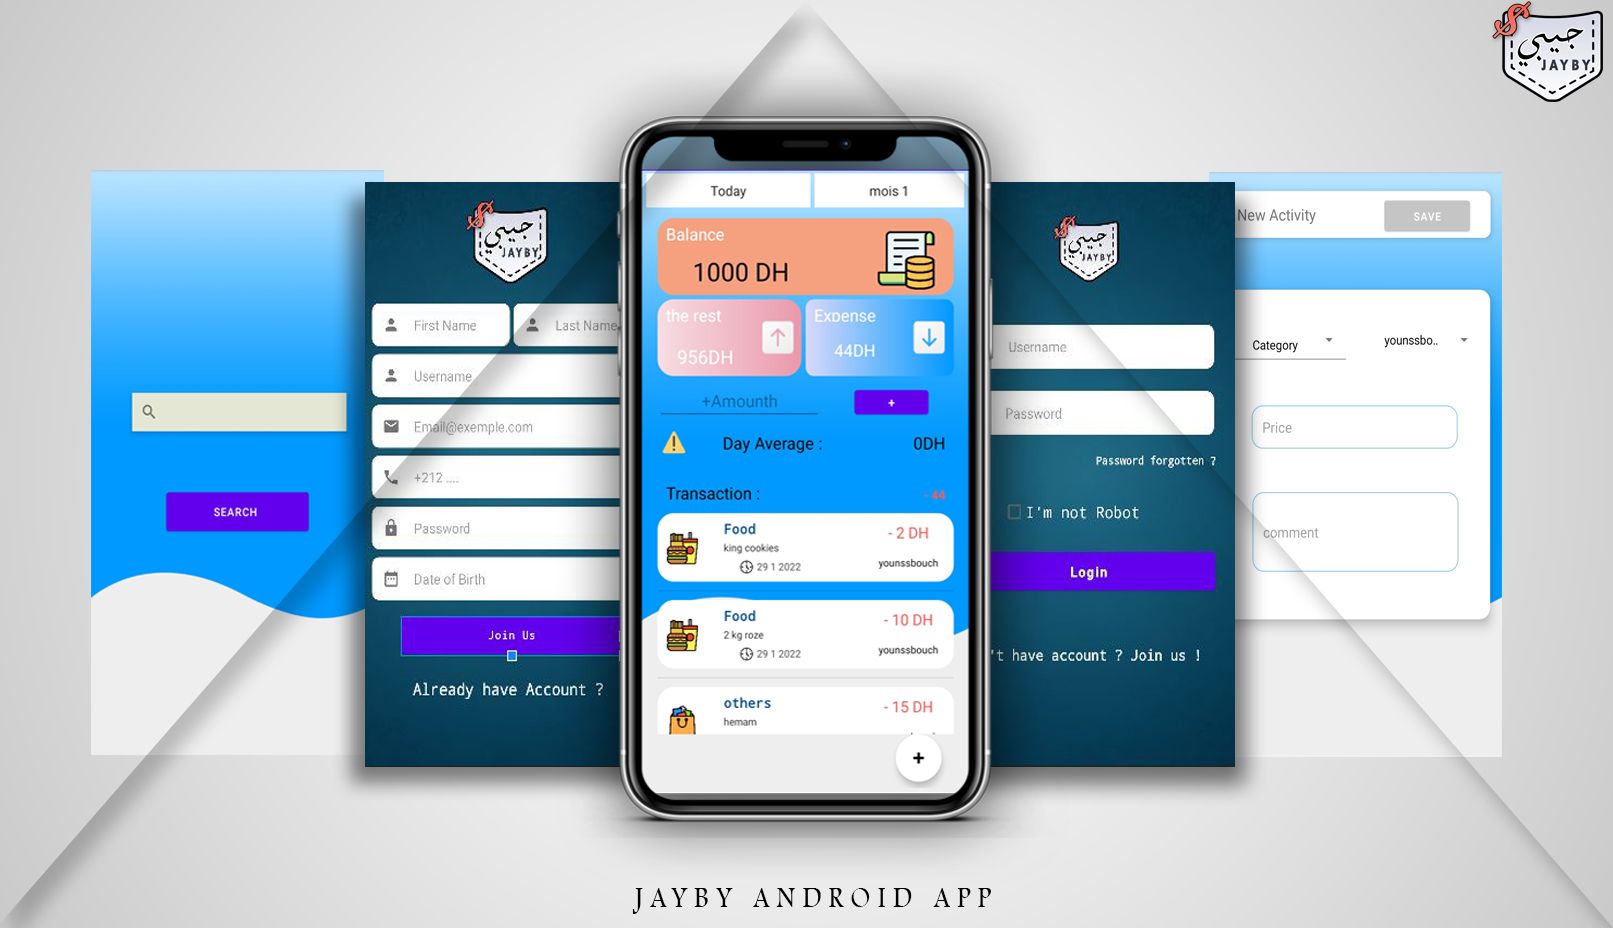 جيبي
JAYBY
SEARCH
جيبي
JAYBY
First Name
Last Name
Username
Email@exemple.com
+212 .....
Password
Date of Birth
Join Us
Already have Account ?
Today
mois 1
Balance
1000 DH
the rest
956DH
Expense
44DH
+Amounth
+
Day Average :
0DH
Transaction :
- 44
Food
- 2 DH
king cookies
29 1 2022
younssbouch
Food
- 10 DH
2 kg roze
29 1 2022
younssbouch
others
- 15 DH
hemam
+
جيبي
JAYBY
Username
Password
Password forgotten ?
I'm not Robot
Login
't have account ? Join us !
New Activity
SAVE
Category
younssbo..
Price
comment
JAYBY ANDROID APP